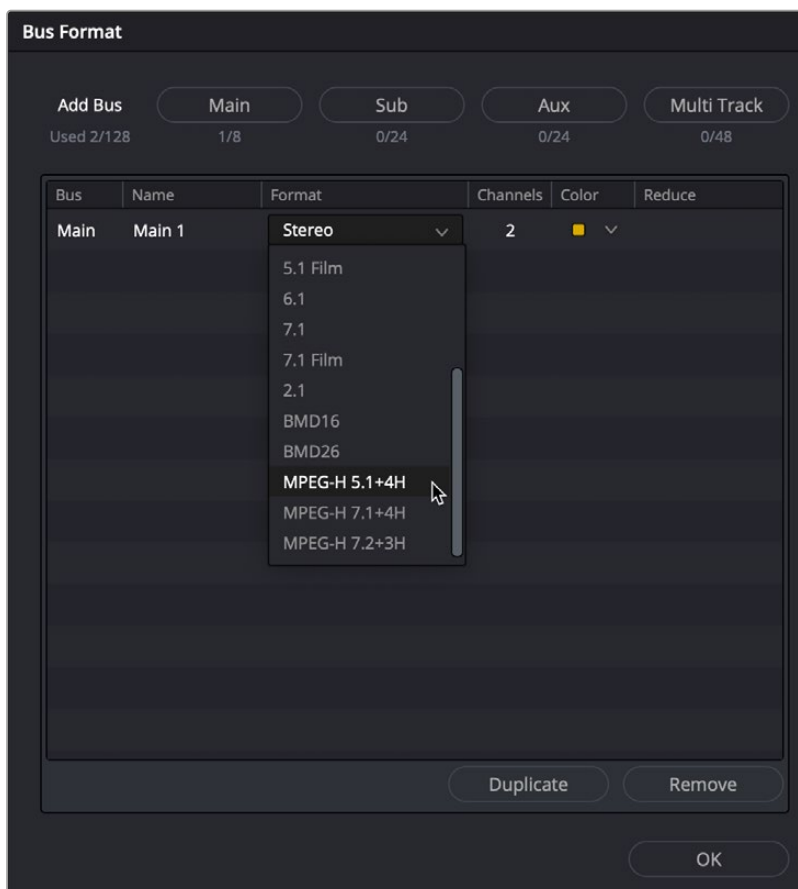 Bus Format
Add Bus Main Sub Aux Multi Track
Used 2/128 1/8 0/24 0/24 0/48
Bus Name Format Channels Color Reduce
Main Main 1 Stereo 2
5.1 Film
6.1
7.1
7.1 Film
2.1
BMD16
BMD26
MPEG-H 5.1+4H
MPEG-H 7.1+4H
MPEG-H 7.2+3H
Duplicate Remove
OK